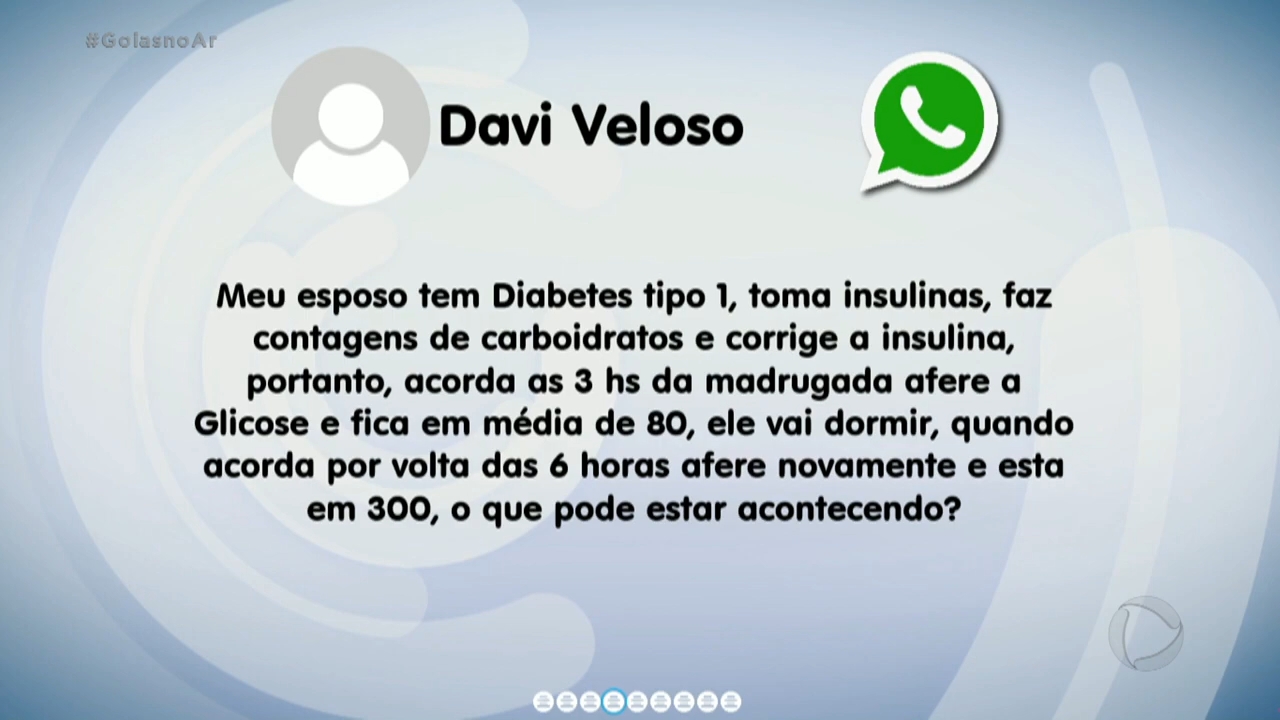 #GoiasnoAr
Davi Veloso
Meu esposo tem Diabetes tipo 1, toma insulinas, faz
contagens de carboidratos e corrige a insulina,
portanto, acorda as 3 hs da madrugada afere a
Glicose e fica em média de 80, ele vai dormir, quando
acorda por volta das 6 horas afere novamente e esta
em 300, o que pode estar acontecendo?